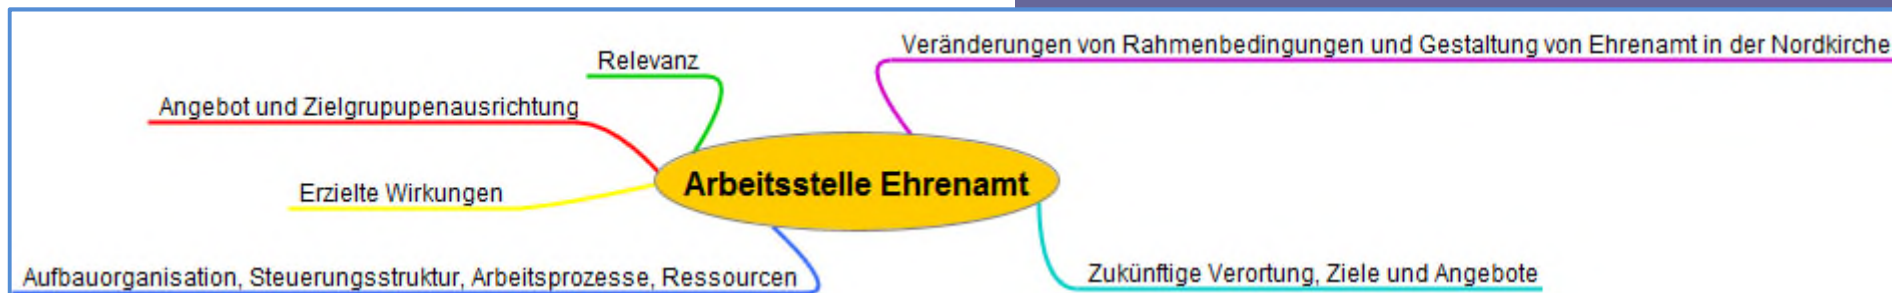 Veränderungen von Rahmenbedingungen und Gestaltung von Ehrenamt in der Nordkirche
Relevanz
Angebot und Zielgrupupenausrichtung
Arbeitsstelle Ehrenamt
Erzielte Wirkungen
Zukünftige Verortung, Ziele und Angebote
Aufbauorganisation, Steuerungsstruktur, Arbeitsprozesse, Ressourcen